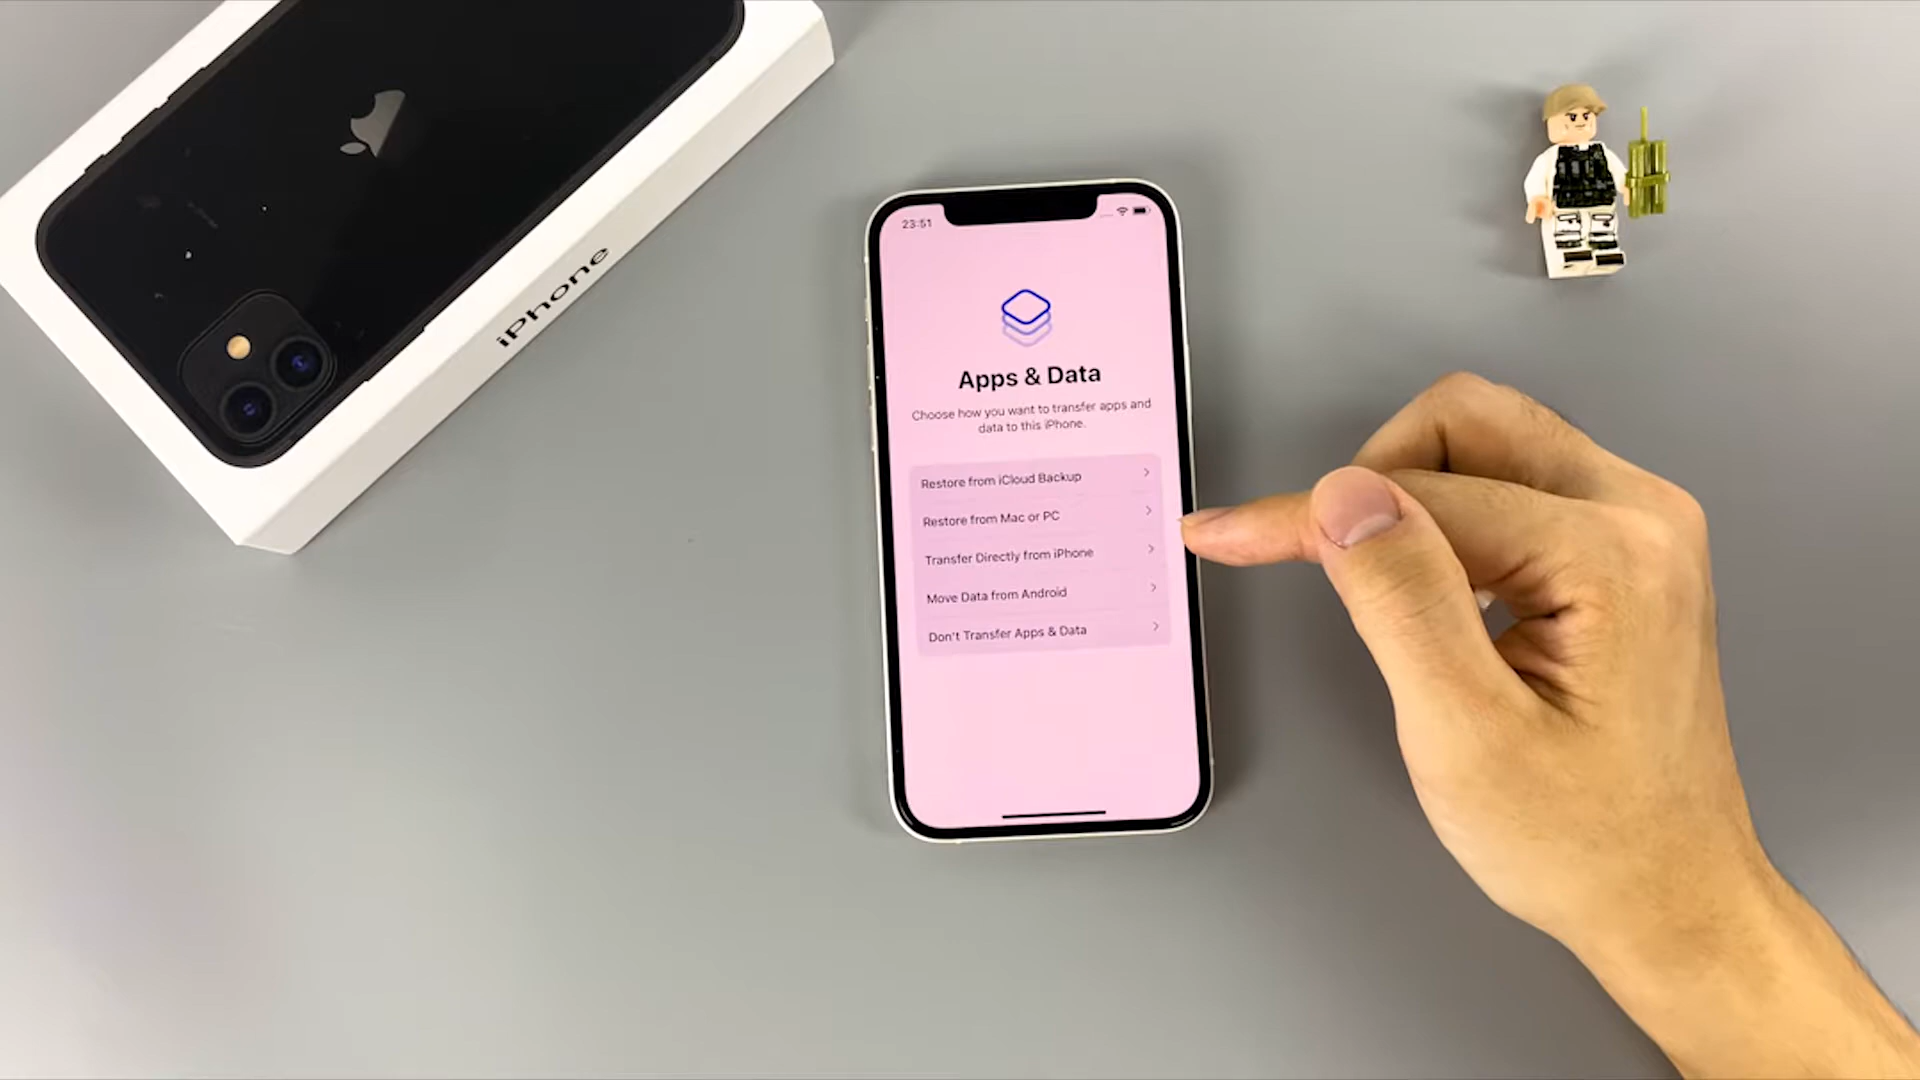 iPhone
23:51
Apps & Data
Choose how you want to transfer apps and
data to this iPhone.
Restore from iCloud Backup
Restore from Mac or PC
Transfer Directly from iPhone
Move Data from Android
Don't Transfer Apps & Data